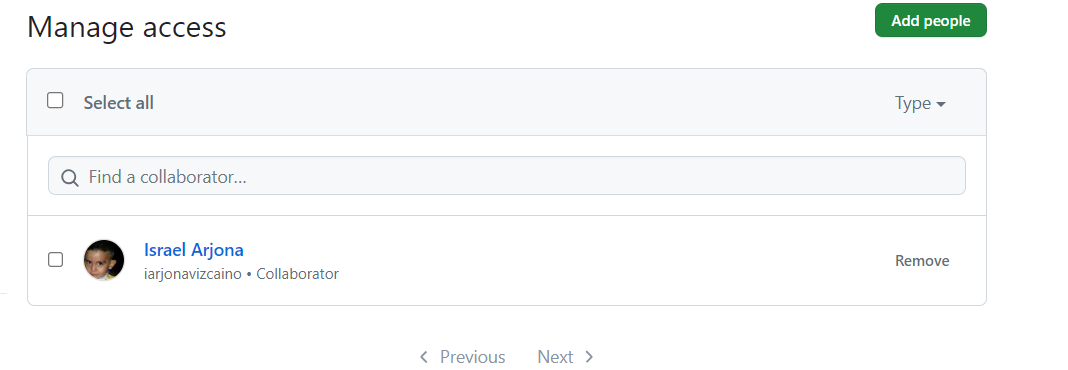 Manage access
Add people
Select all
Type
Find a collaborator...
Israel Arjona
iarjonavizcaino • Collaborator
Remove
Previous
Next